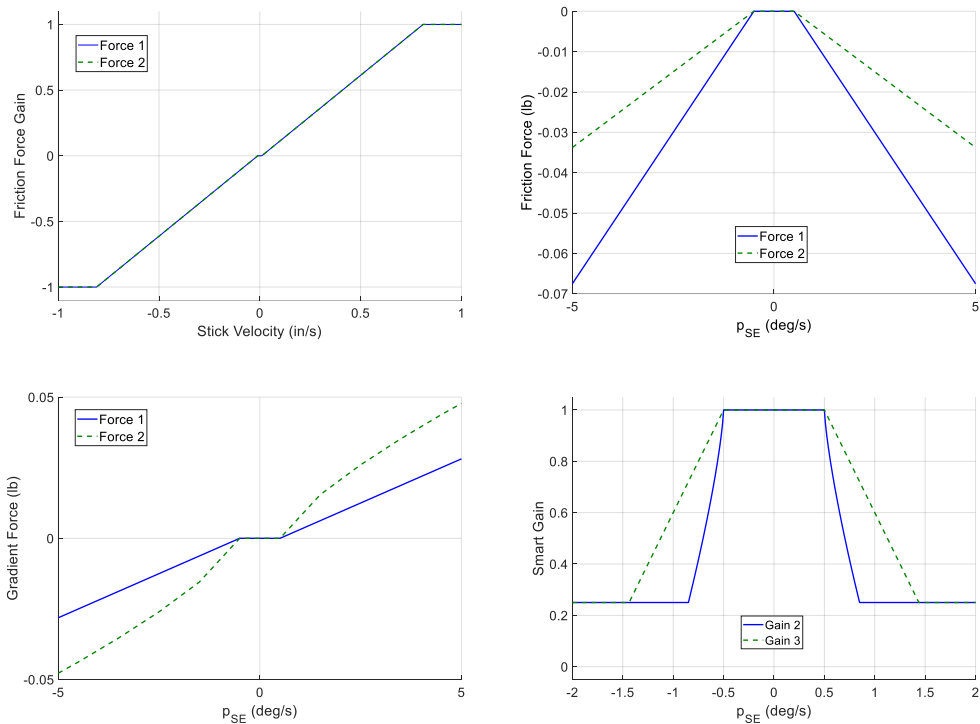 1
0.5
0
-0.5
-1
Friction Force Gain
Force 1
Force 2
-1
-0.5
0
0.5
1
Stick Velocity (in/s)
0
-0.01
-0.02
-0.03
-0.04
-0.05
-0.06
-0.07
Friction Force (lb)
Force 1
Force 2
-5
0
5
p_SE (deg/s)
0.05
0
-0.05
Gradient Force (lb)
Force 1
Force 2
-5
0
5
p_SE (deg/s)
1
0.8
0.6
0.4
0.2
0
Smart Gain
Gain 2
Gain 3
-2
-1.5
-1
-0.5
0
0.5
1
1.5
2
p_SE (deg/s)